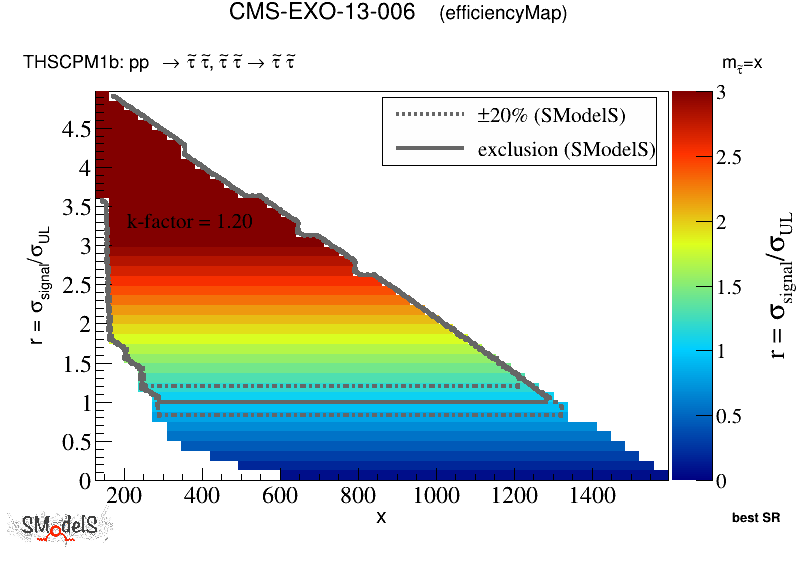 CMS-EXO-13-006 (efficiencyMap)
THSCPM1b: pp → τ̃ τ̃, τ̃ τ̃ → τ̃ τ̃
m_τ̃=x
±20% (SModelS)
exclusion (SModelS)
k-factor = 1.20
r = σ_signal/σ_UL
4.5
4
3.5
3
2.5
2
1.5
1
0.5
0
200 400 600 800 1000 1200 1400
x
3
2.5
2
1.5
1
0.5
0
r = σ_signal/σ_UL
SModelS
best SR